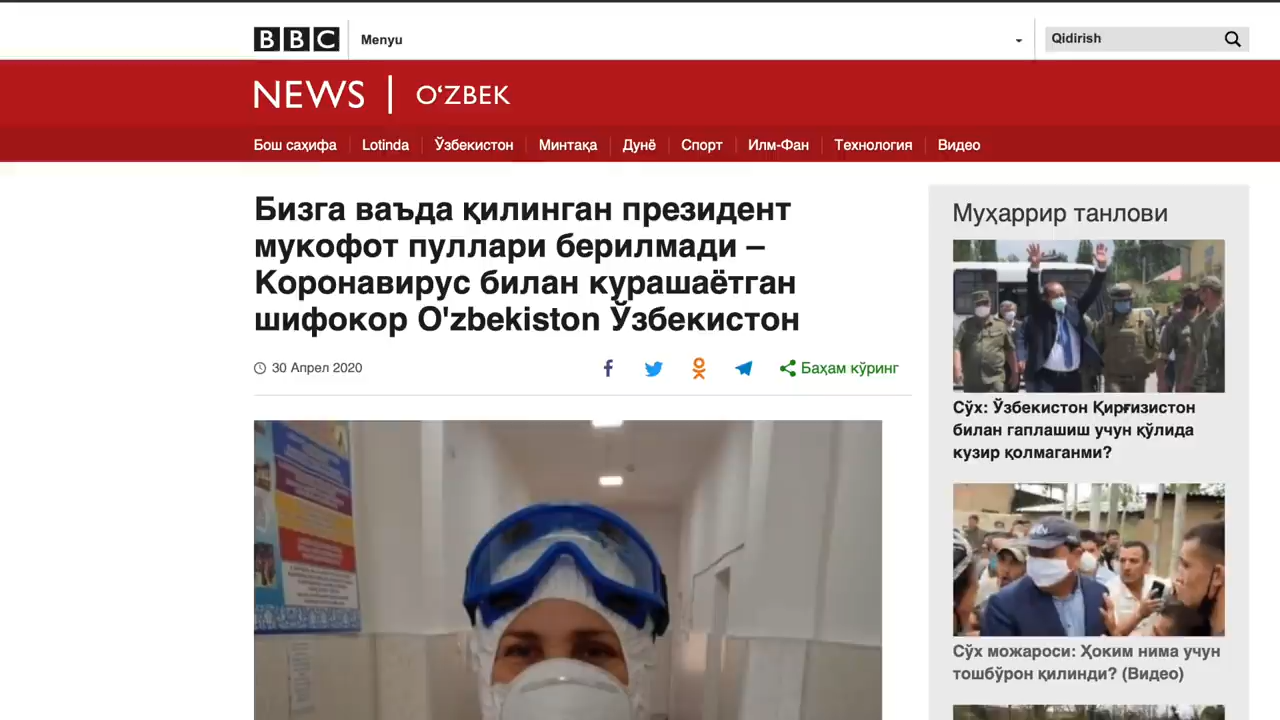 BBC
Menyu
Qidirish
NEWS
O‘ZBEK
Бош саҳифа
Lotinda
Ўзбекистон
Минтақа
Дунё
Спорт
Илм-Фан
Технология
Видео
Бизга ваъда қилинган президент
мукофот пуллари берилмади –
Коронавирус билан курашаётган
шифокор O'zbekiston Ўзбекистон
30 Апрел 2020
Баҳам кўринг
Муҳаррир танлови
Сўх: Ўзбекистон Қирғизистон
билан гаплашиш учун қўлида
кузир қолмаганми?
Сўх можароси: Ҳоким нима учун
тошбўрон қилинди? (Видео)